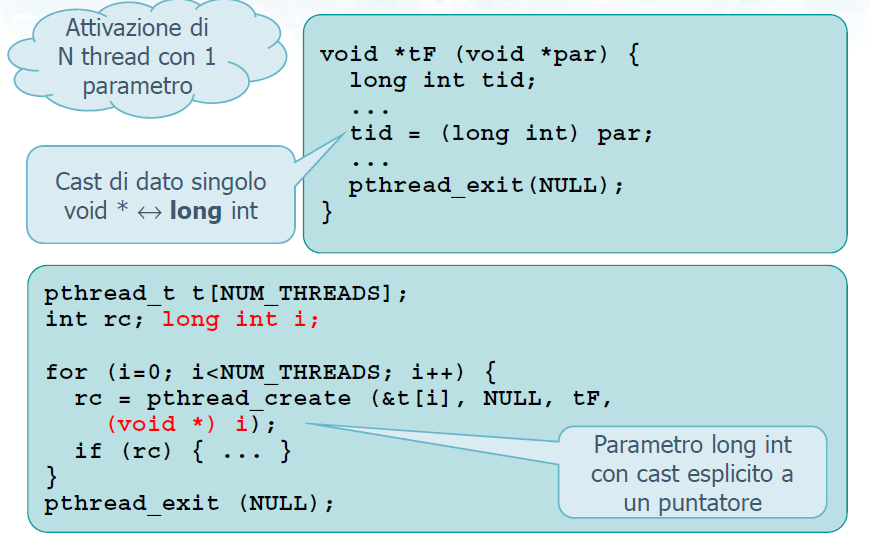 Attivazione di
N thread con 1
parametro
void *tF (void *par) {
  long int tid;
  ...
  tid = (long int) par;
  ...
  pthread_exit(NULL);
}
Cast di dato singolo
void * ↔ long int
pthread_t t[NUM_THREADS];
int rc; long int i;
for (i=0; i<NUM_THREADS; i++) {
  rc = pthread_create (&t[i], NULL, tF,
    (void *) i);
  if (rc) { ... }
}
pthread_exit (NULL);
Parametro long int
con cast esplicito a
un puntatore